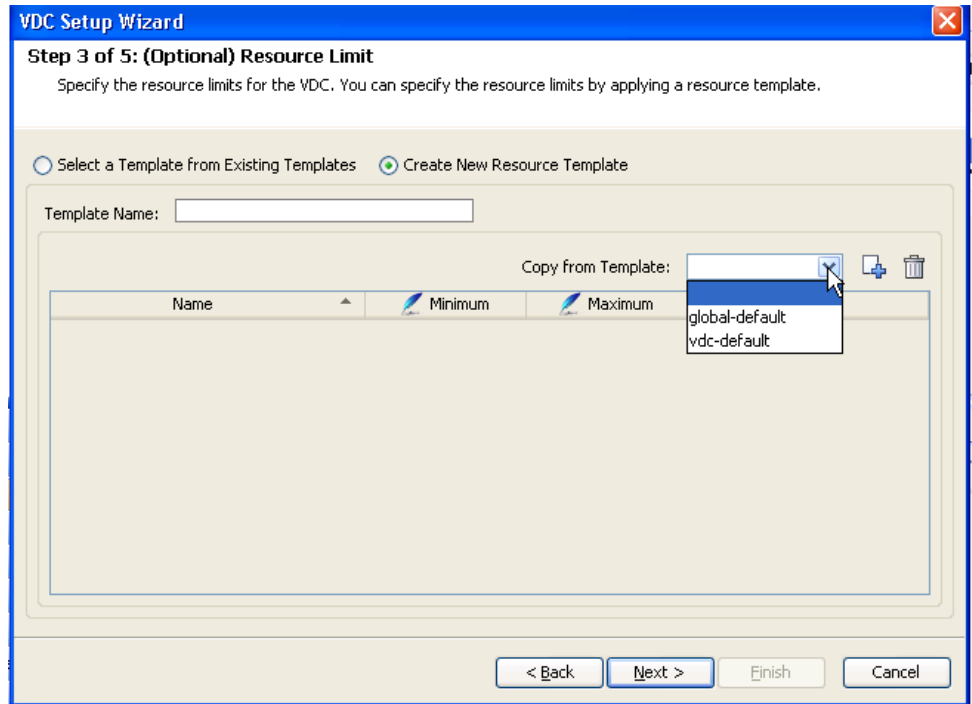 VDC Setup Wizard
Step 3 of 5: (Optional) Resource Limit
Specify the resource limits for the VDC. You can specify the resource limits by applying a resource template.
Select a Template from Existing Templates Create New Resource Template
Template Name:
Copy from Template:
Name Minimum Maximum
global-default
vdc-default
< Back Next > Finish Cancel